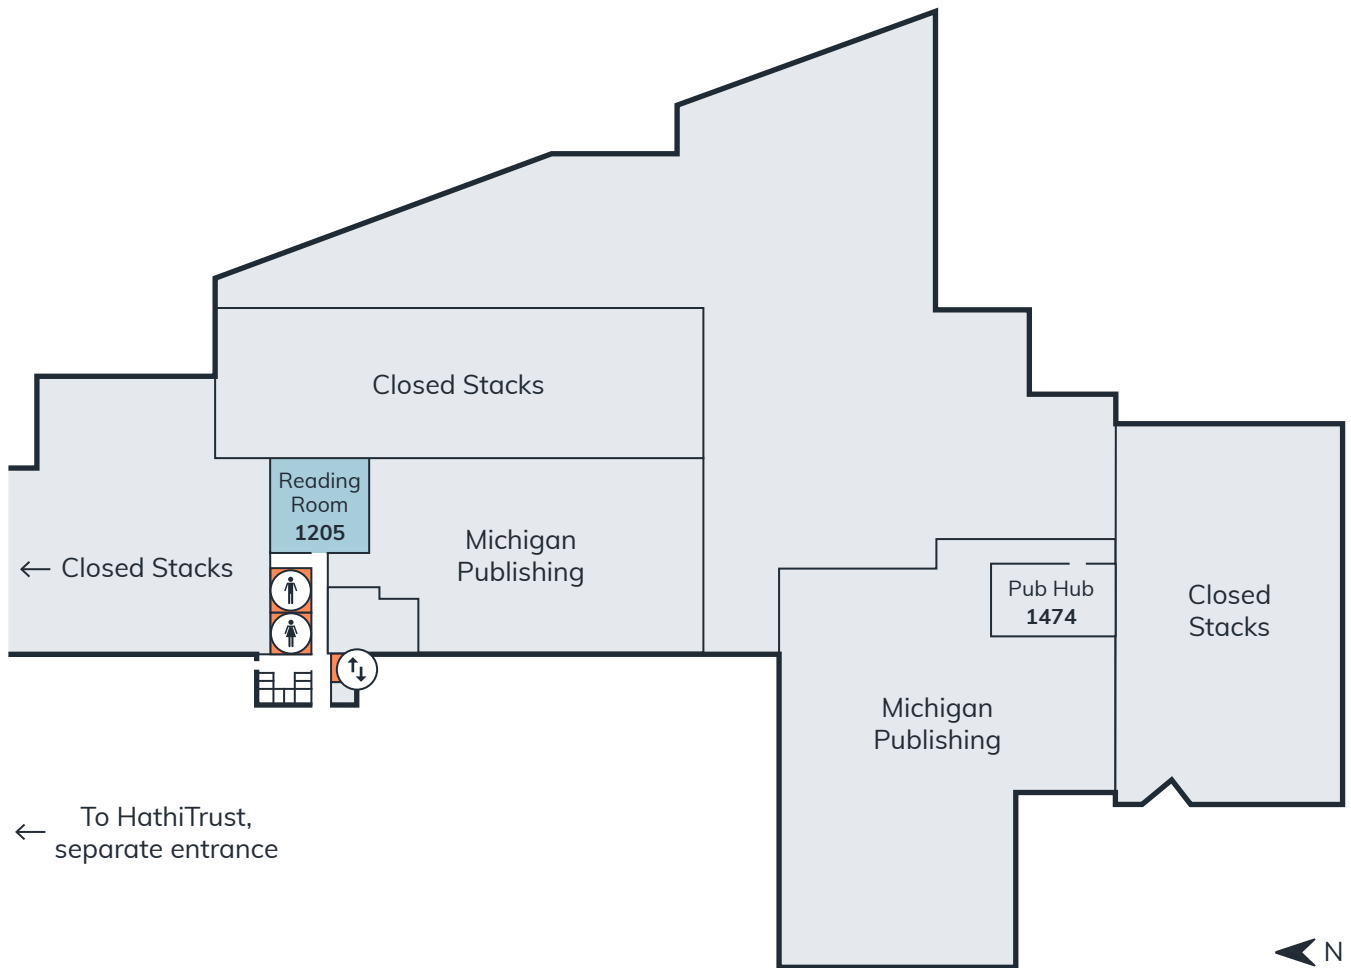 Closed Stacks
Reading
Room
1205
Michigan
Publishing
← Closed Stacks
Pub Hub
1474
Closed
Stacks
Michigan
Publishing
← To HathiTrust,
separate entrance
N